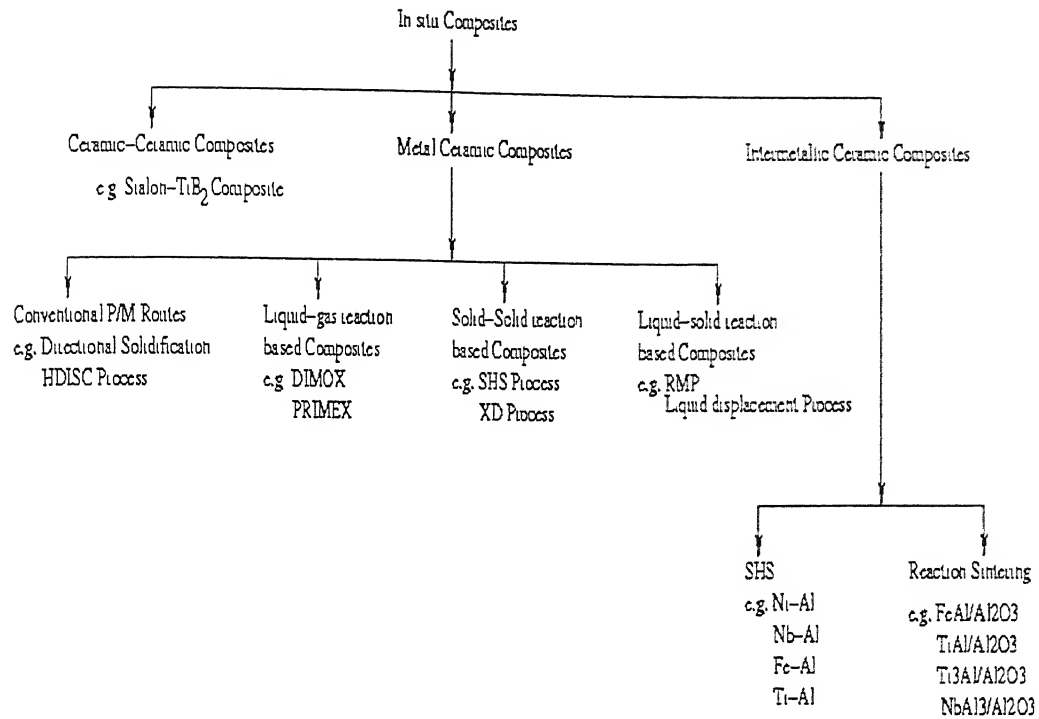 In situ Composites
Ceramic–Ceramic Composites
e.g Sialon–TiB2 Composite
Metal Ceramic Composites
Intermetallic Ceramic Composites
Conventional P/M Routes
e.g. Directional Solidification
HDISC Process
Liquid–gas reaction
based Composites
e.g DIMOX
PRIMEX
Solid–Solid reaction
based Composites
e.g. SHS Process
XD Process
Liquid–solid reaction
based Composites
e.g. RMP
Liquid displacement Process
SHS
e.g. Ni–Al
Nb–Al
Fe–Al
Ti–Al
Reaction Sintering
e.g. FeAl/Al2O3
TiAl/Al2O3
Ti3Al/Al2O3
NbAl3/Al2O3